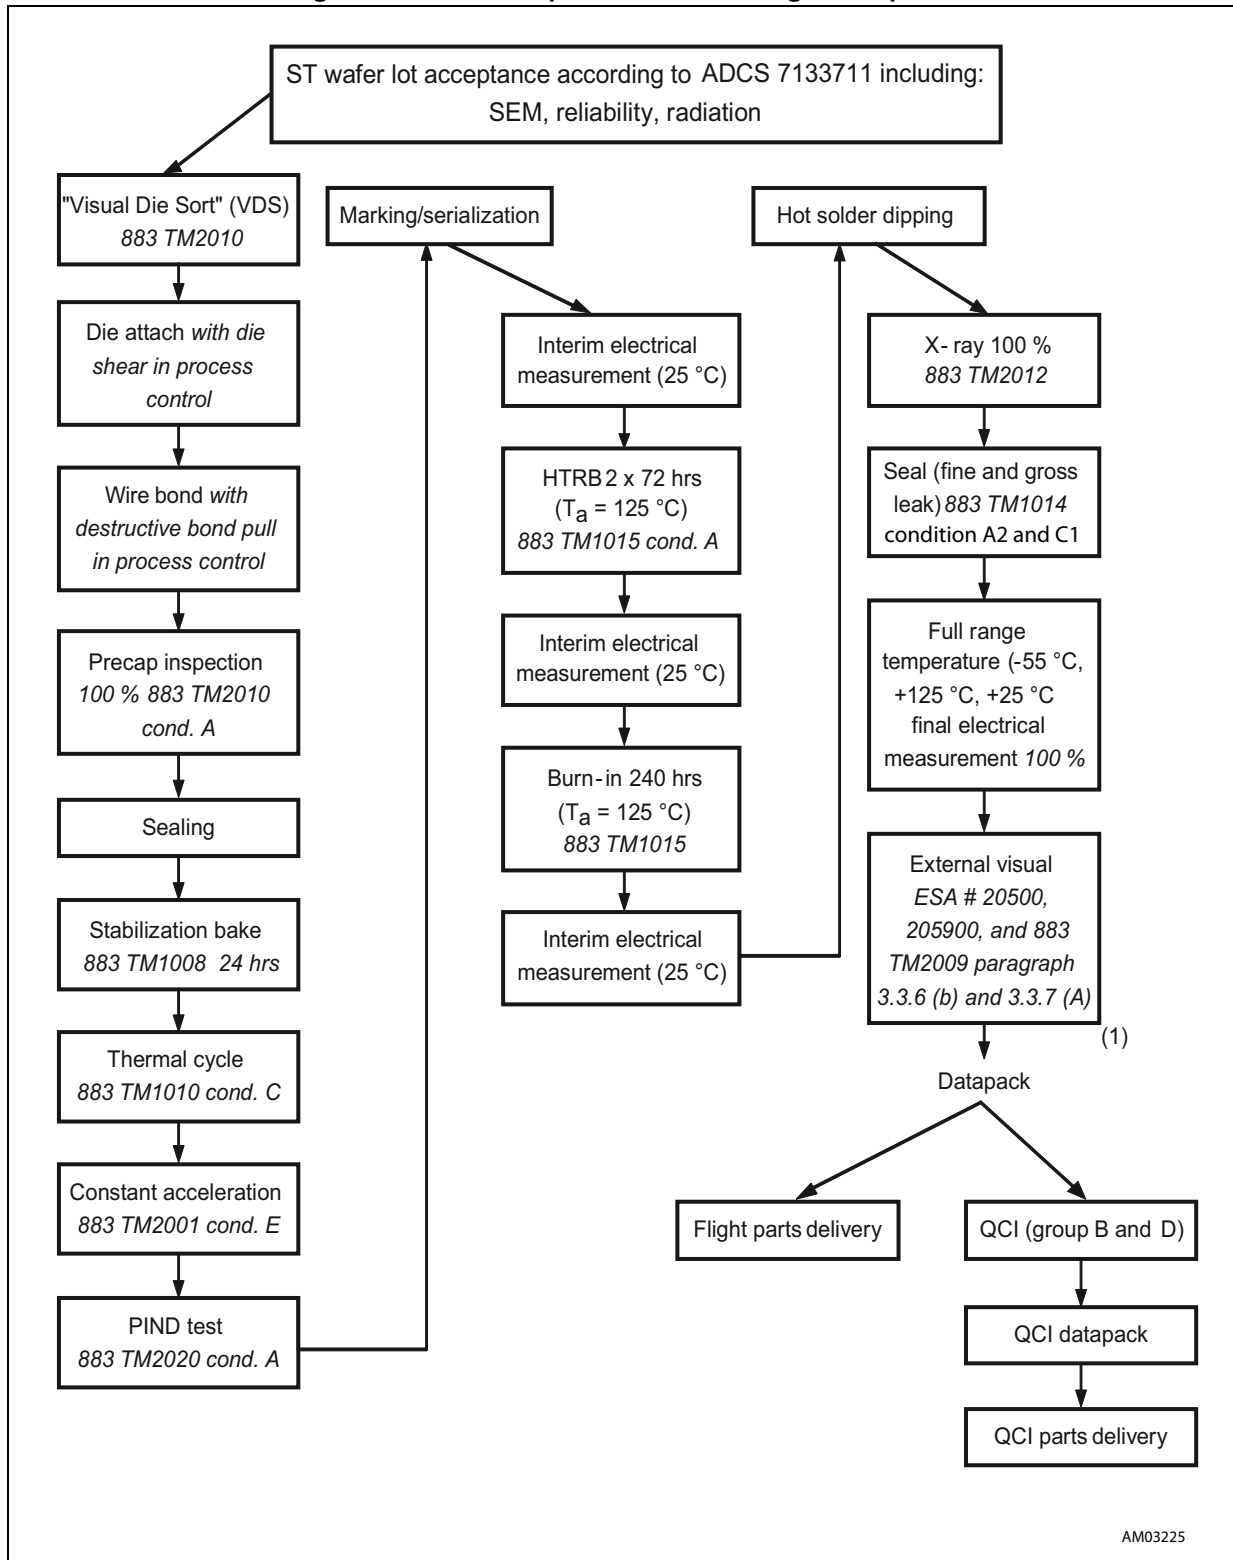 ST wafer lot acceptance according to ADCS 7133711 including:
SEM, reliability, radiation
"Visual Die Sort" (VDS)
883 TM2010
Die attach with die
shear in process
control
Wire bond with
destructive bond pull
in process control
Precap inspection
100 % 883 TM2010
cond. A
Sealing
Stabilization bake
883 TM1008 24 hrs
Thermal cycle
883 TM1010 cond. C
Constant acceleration
883 TM2001 cond. E
PIND test
883 TM2020 cond. A
Marking/serialization
Interim electrical
measurement (25 °C)
HTRB 2 x 72 hrs
(Ta = 125 °C)
883 TM1015 cond. A
Interim electrical
measurement (25 °C)
Burn-in 240 hrs
(Ta = 125 °C)
883 TM1015
Interim electrical
measurement (25 °C)
Hot solder dipping
X- ray 100 %
883 TM2012
Seal (fine and gross
leak) 883 TM1014
condition A2 and C1
Full range
temperature (-55 °C,
+125 °C, +25 °C
final electrical
measurement 100 %
External visual
ESA # 20500,
205900, and 883
TM2009 paragraph
3.3.6 (b) and 3.3.7 (A)
(1)
Datapack
Flight parts delivery
QCI (group B and D)
QCI datapack
QCI parts delivery
AM03225